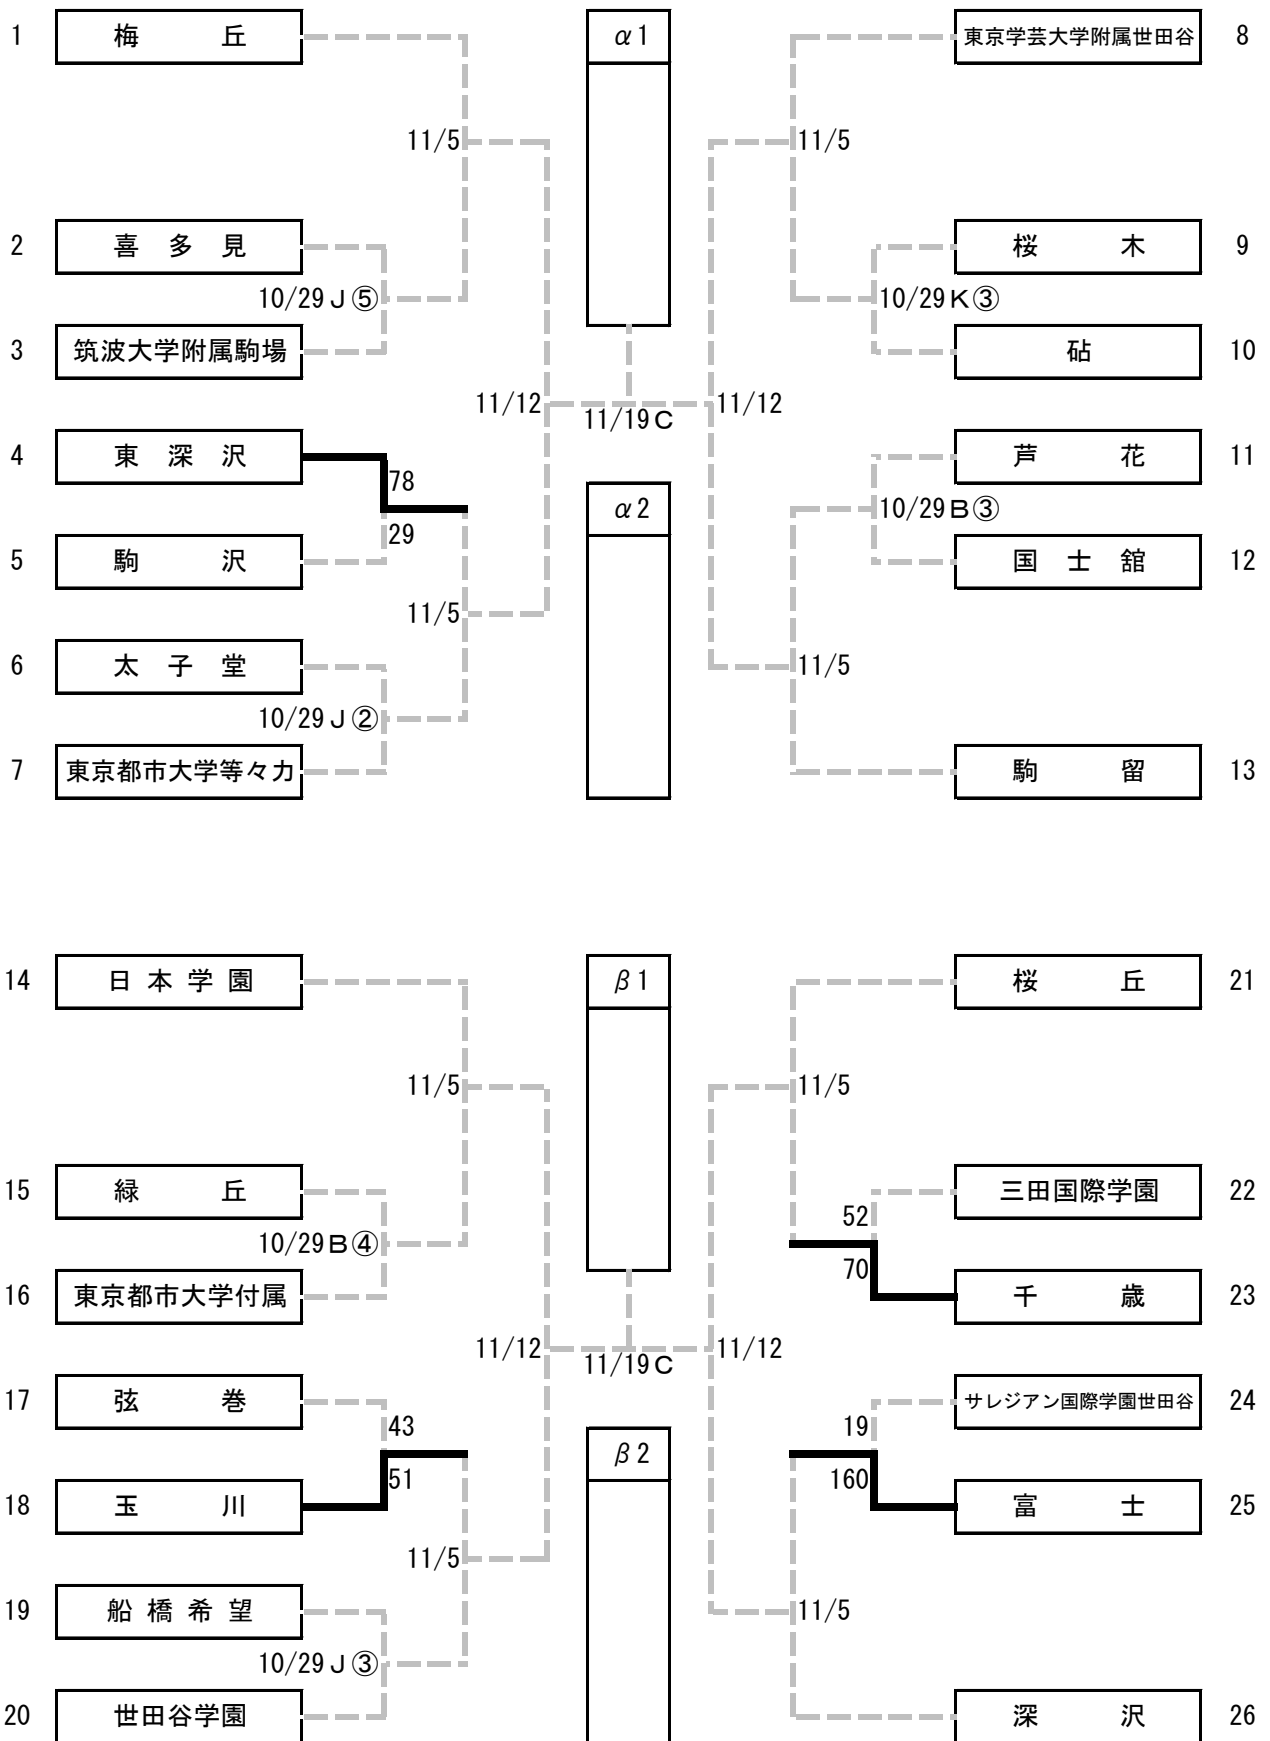 1 梅丘 α1 東京学芸大学附属世田谷 8
11/5 11/5
2 喜多見 桜木 9
10/29 J ⑤ 10/29 K ③
3 筑波大学附属駒場 砧 10
11/12 11/19 C 11/12
4 東深沢 芦花 11
78 α2 10/29 B ③
29
5 駒沢 国士舘 12
11/5
6 太子堂 11/5
10/29 J ②
7 東京都市大学等々力 駒留 13
14 日本学園 β1 桜丘 21
11/5 11/5
15 緑丘 三田国際学園 22
52
10/29 B ④
70
16 東京都市大学付属 千歳 23
11/12 11/19 C 11/12
17 弦巻 サレジアン国際学園世田谷 24
43 19
β2
51 160
18 玉川 富士 25
11/5
19 船橋希望 11/5
10/29 J ③
20 世田谷学園 深沢 26